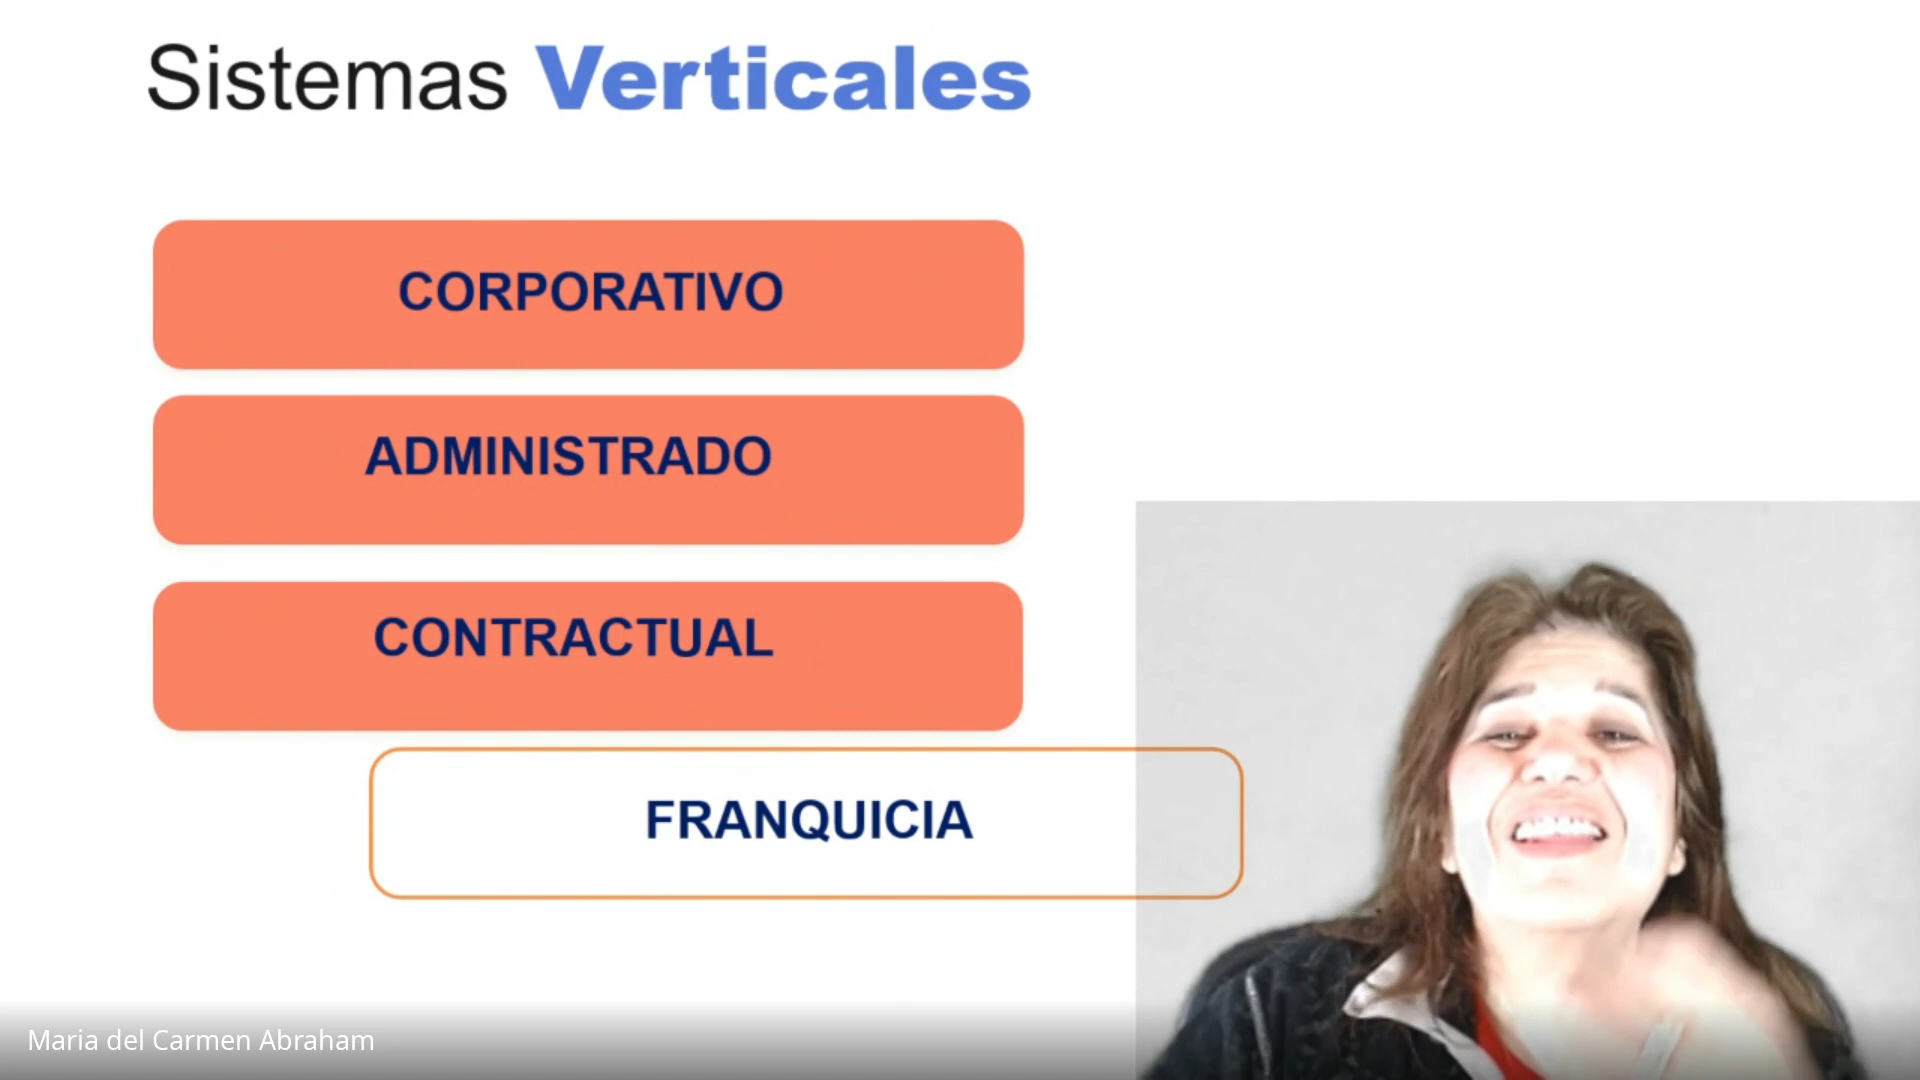 Sistemas Verticales
CORPORATIVO
ADMINISTRADO
CONTRACTUAL
FRANQUICIA
Maria del Carmen Abraham